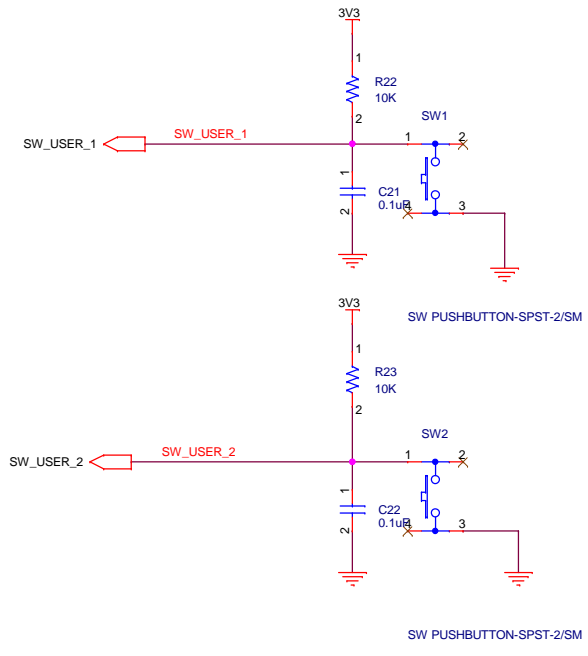 3V3
1
R22
10K
2
SW1
SW_USER_1
SW_USER_1
1
2
1
C21
0.1uF
2
4
3
SW PUSHBUTTON-SPST-2/SM
3V3
1
R23
10K
2
SW2
SW_USER_2
SW_USER_2
1
2
1
C22
0.1uF
2
4
3
SW PUSHBUTTON-SPST-2/SM